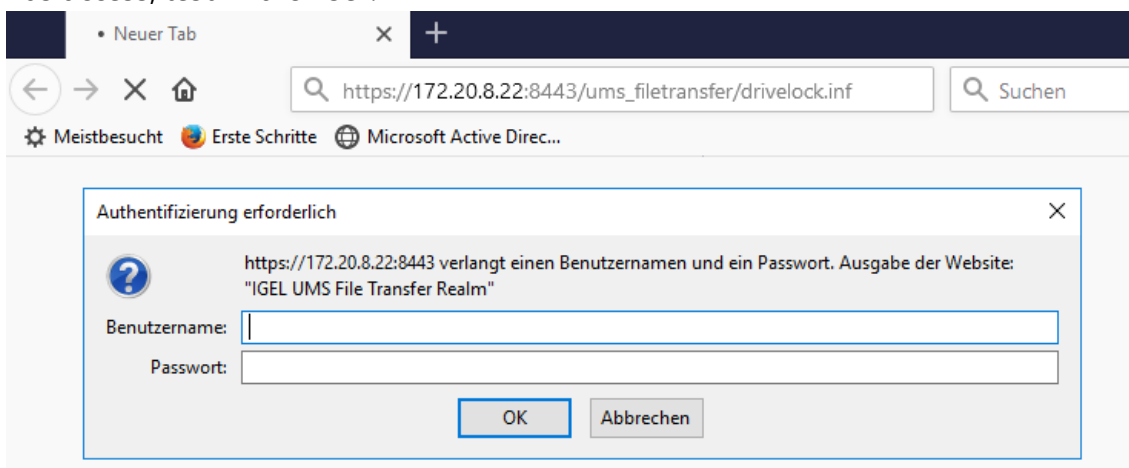 • Neuer Tab
https://172.20.8.22:8443/ums_filetransfer/drivelock.inf
Suchen
Meistbesucht Erste Schritte Microsoft Active Direc...
Authentifizierung erforderlich
https://172.20.8.22:8443 verlangt einen Benutzernamen und ein Passwort. Ausgabe der Website:
"IGEL UMS File Transfer Realm"
Benutzername:
Passwort:
OK Abbrechen